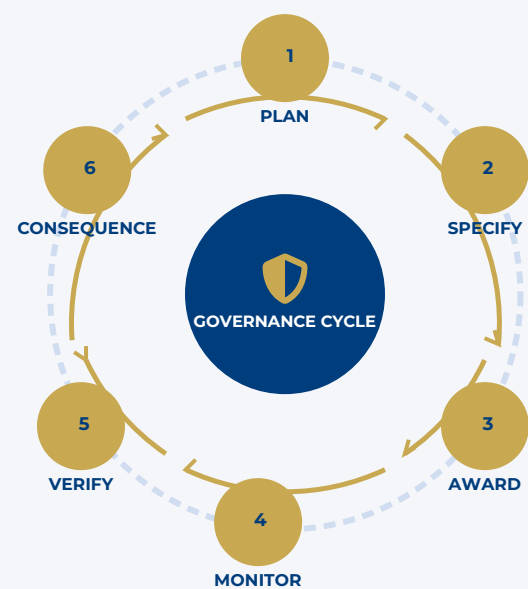 1
PLAN
2
SPECIFY
3
AWARD
4
MONITOR
5
VERIFY
6
CONSEQUENCE
GOVERNANCE CYCLE